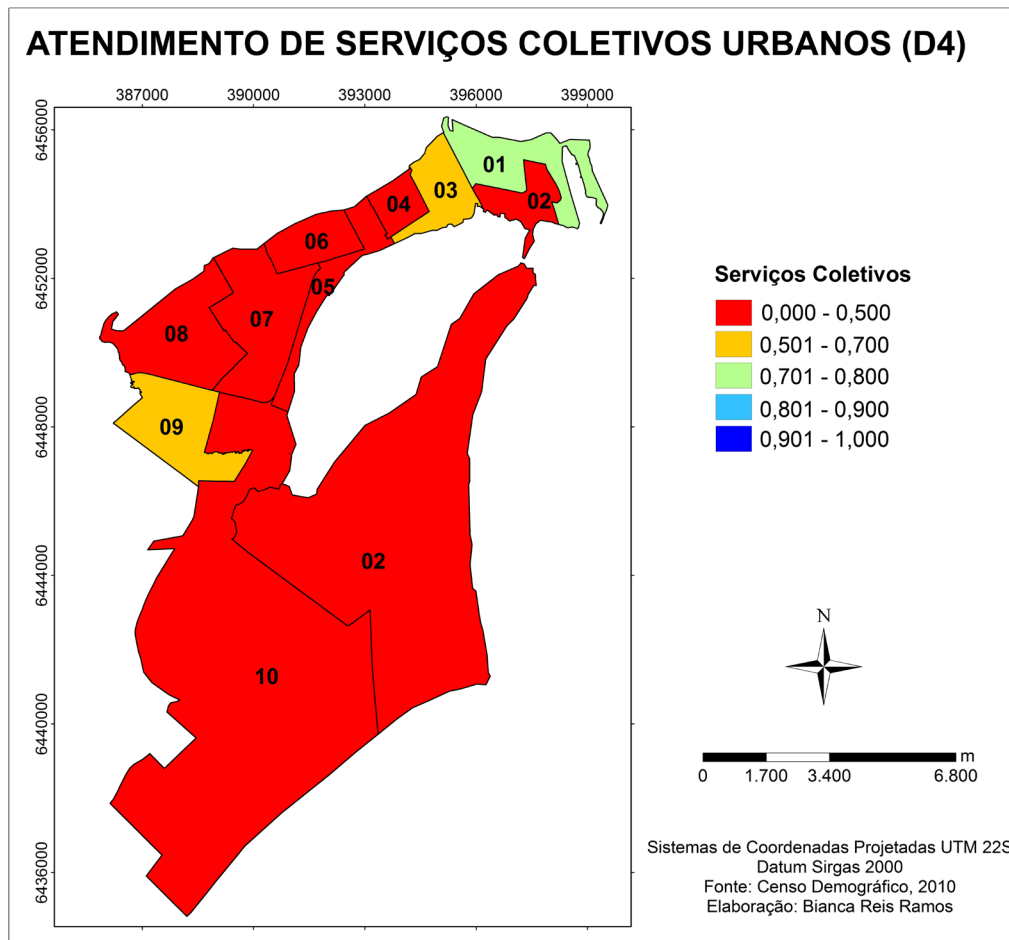 ATENDIMENTO DE SERVIÇOS COLETIVOS URBANOS (D4)
387000 390000 393000 396000 399000
6456000
6452000
6448000
6444000
6440000
6436000
01
02
03
04
06
05
07
08
09
02
10
Serviços Coletivos
0,000 - 0,500
0,501 - 0,700
0,701 - 0,800
0,801 - 0,900
0,901 - 1,000
N
m
0 1.700 3.400 6.800
Sistemas de Coordenadas Projetadas UTM 22S
Datum Sirgas 2000
Fonte: Censo Demográfico, 2010
Elaboração: Bianca Reis Ramos